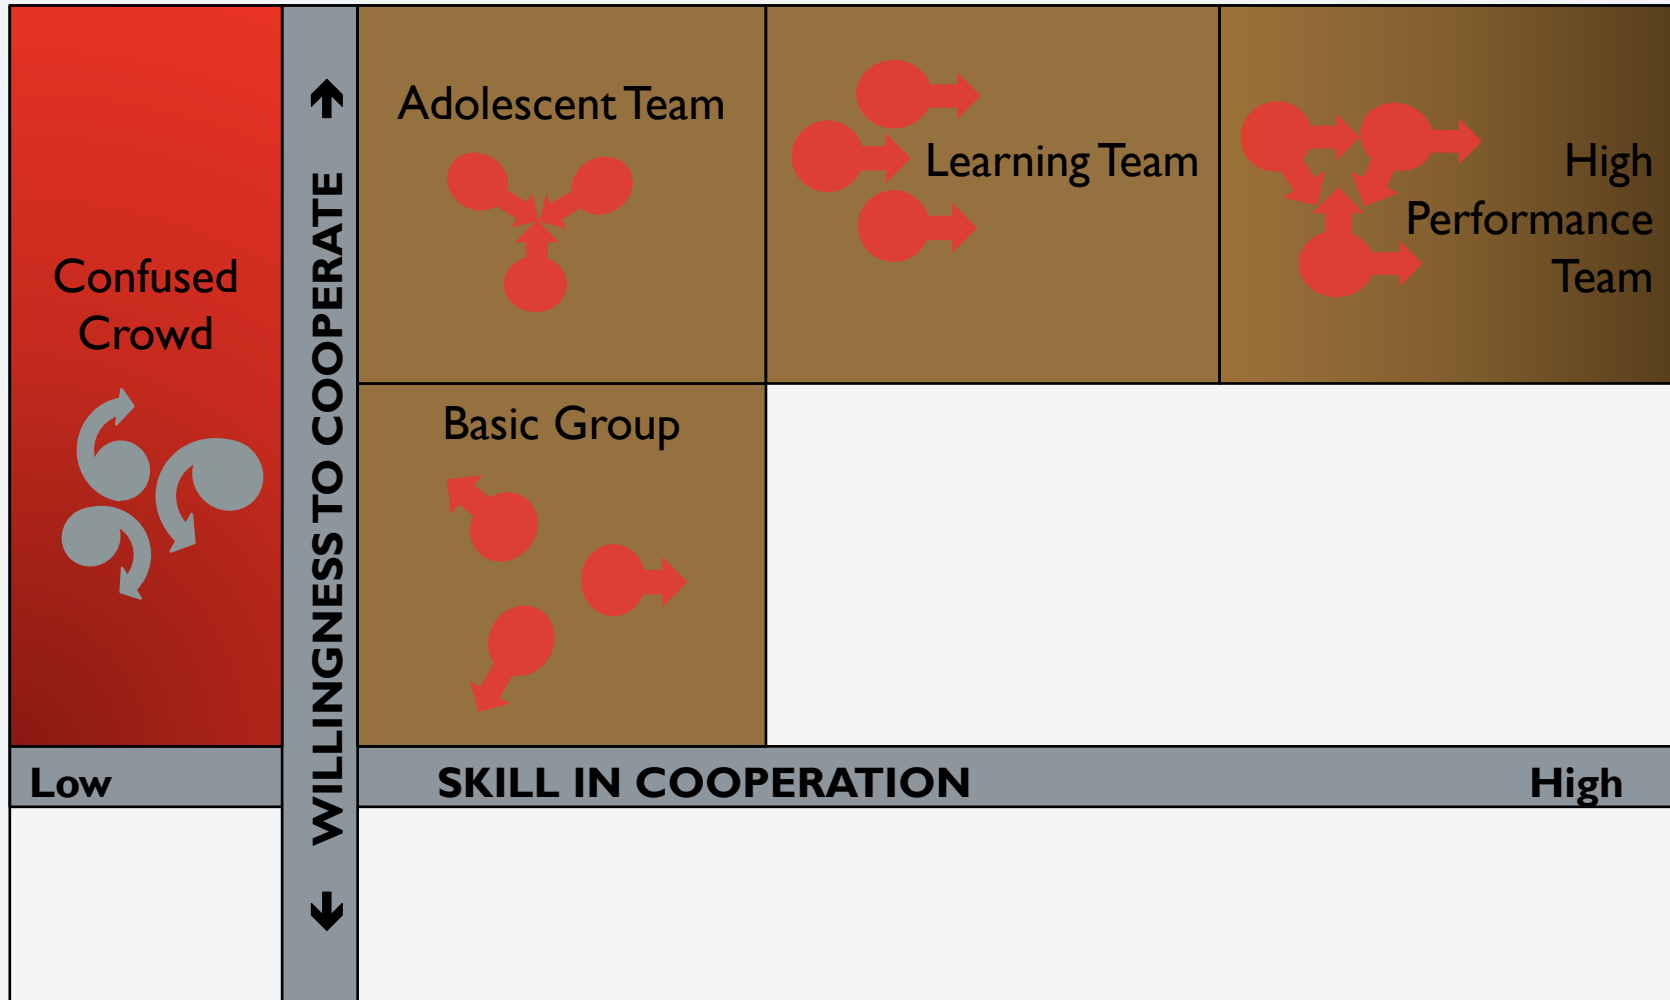 Confused
Crowd
WILLINGNESS TO COOPERATE
Adolescent Team
Learning Team
High
Performance
Team
Basic Group
Low
SKILL IN COOPERATION
High